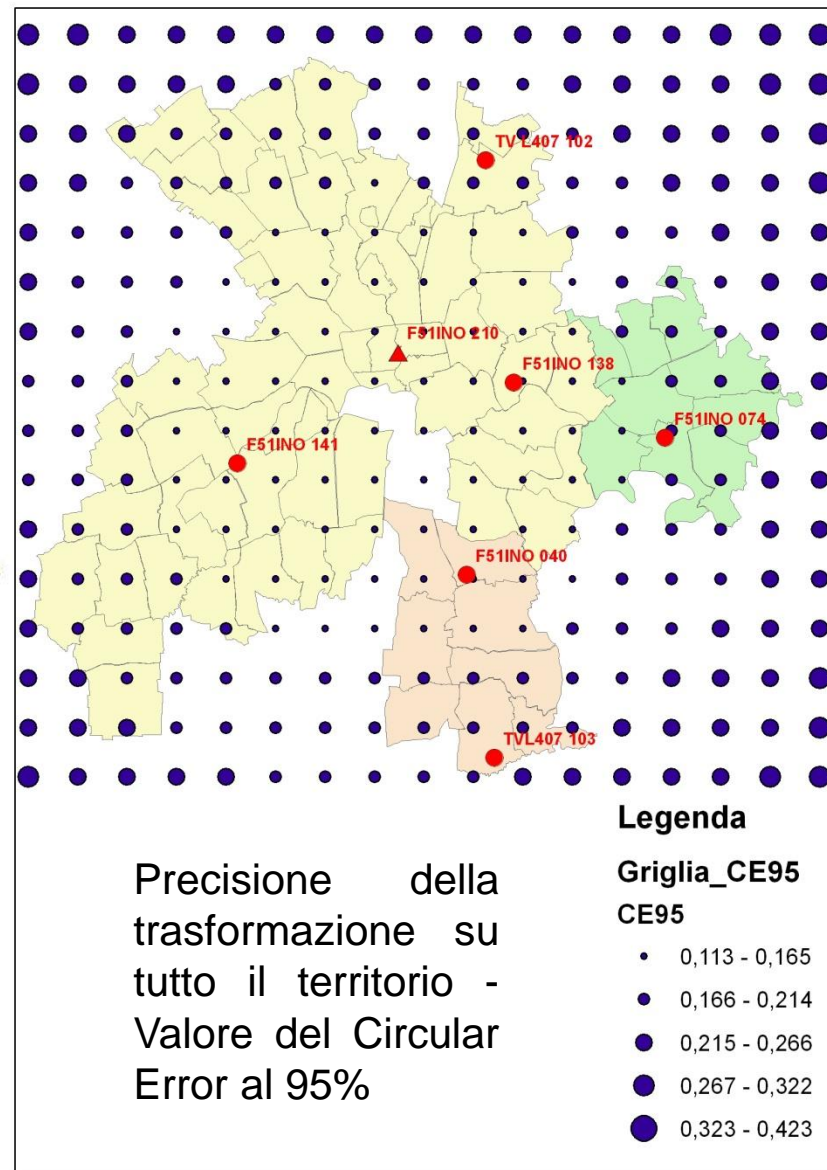 TV L407 102
F51INO 210
F51INO 138
F51INO 074
F51INO 141
F51INO 040
TVL407 103
Legenda
Griglia_CE95
CE95
0,113 - 0,165
0,166 - 0,214
0,215 - 0,266
0,267 - 0,322
0,323 - 0,423
Precisione della
trasformazione su
tutto il territorio -
Valore del Circular
Error al 95%